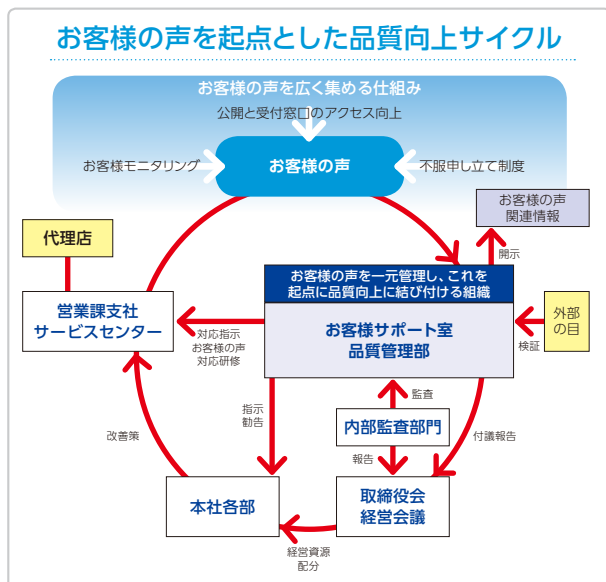 お客様の声を起点とした品質向上サイクル
お客様の声を広く集める仕組み
公開と受付窓口のアクセス向上
お客様モニタリング
お客様の声
不服申し立て制度
お客様の声
関連情報
代理店
開示
お客様の声を一元管理し、これを
起点に品質向上に結び付ける組織
営業課支社
サービスセンター
お客様サポート室
品質管理部
外部
の目
検証
対応指示
お客様の声
対応研修
監査
指示
勧告
内部監査部門
改善策
付議報告
報告
本社各部
取締役会
経営会議
経営資源
配分